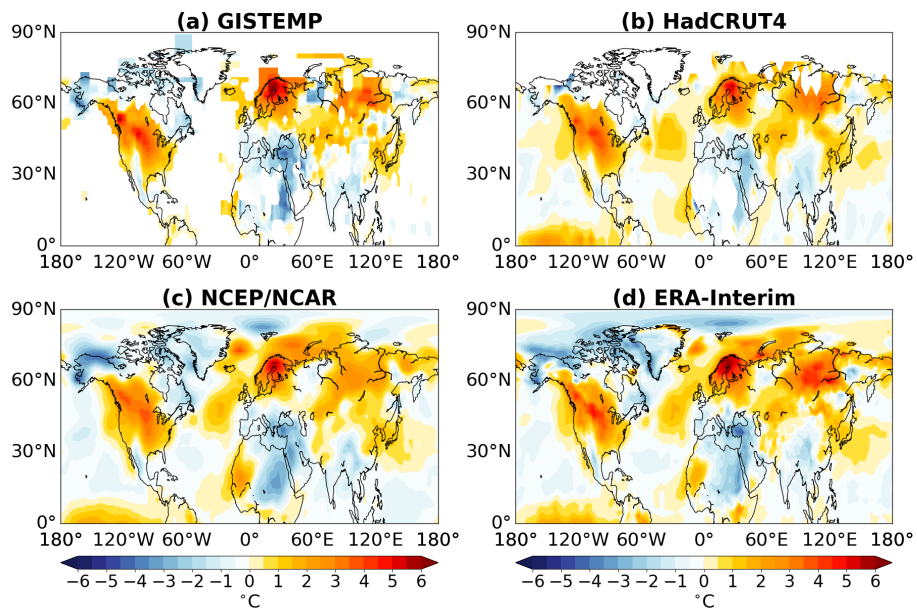 (a) GISTEMP
(b) HadCRUT4
90°N
60°N
30°N
0°
180° 120°W 60°W 0° 60°E 120°E 180°
90°N
60°N
30°N
0°
180° 120°W 60°W 0° 60°E 120°E 180°
(c) NCEP/NCAR
(d) ERA-Interim
90°N
60°N
30°N
0°
180° 120°W 60°W 0° 60°E 120°E 180°
90°N
60°N
30°N
0°
180° 120°W 60°W 0° 60°E 120°E 180°
−6 −5 −4 −3 −2 −1 0 1 2 3 4 5 6
°C
−6 −5 −4 −3 −2 −1 0 1 2 3 4 5 6
°C